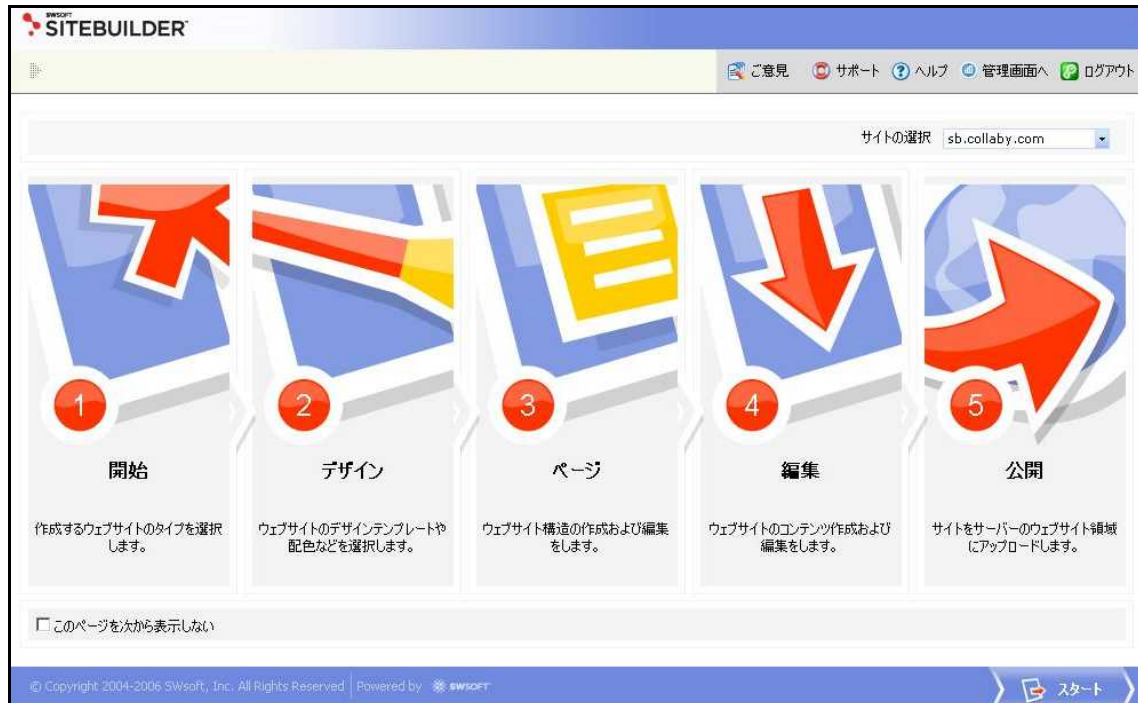 SWSOFT
SITEBUILDER
ご意見 サポート ヘルプ 管理画面へ ログアウト
サイトの選択 sb.collaby.com
1
開始
作成するウェブサイトのタイプを選択
します。
2
デザイン
ウェブサイトのデザインテンプレートや
配色などを選択します。
3
ページ
ウェブサイト構造の作成および編集
をします。
4
編集
ウェブサイトのコンテンツ作成および
編集をします。
5
公開
サイトをサーバーのウェブサイト領域
にアップロードします。
このページを次から表示しない
© Copyright 2004-2006 SWsoft, Inc. All Rights Reserved Powered by SWSOFT
スタート